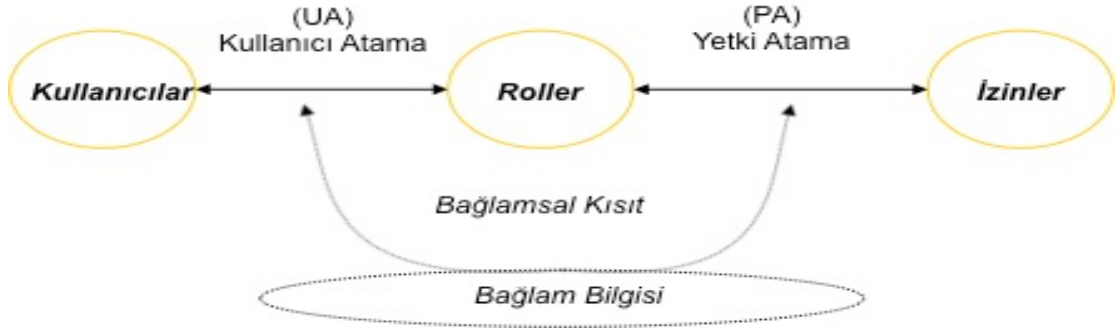 (UA)
Kullanıcı Atama
(PA)
Yetki Atama
Kullanıcılar
Roller
İzinler
Bağlamsal Kısıt
Bağlam Bilgisi